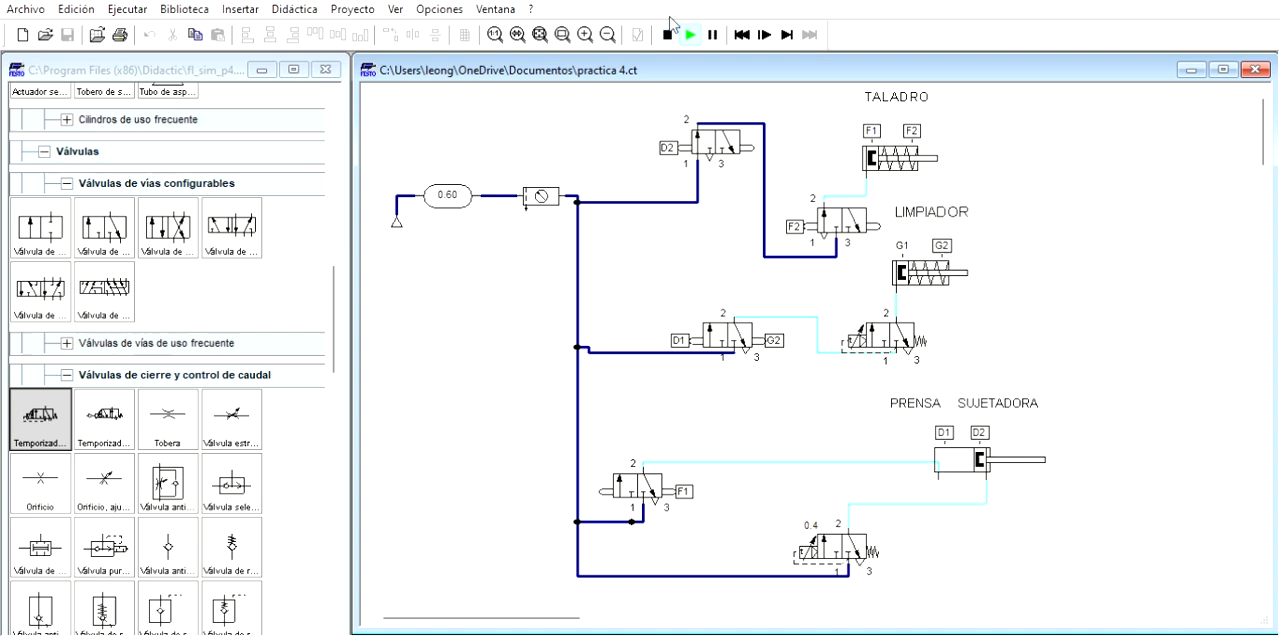 Archivo Edición Ejecutar Biblioteca Insertar Didáctica Proyecto Ver Opciones Ventana ?
FESTO C:\Program Files (x86)\Didactic\fl_sim_p4....
Actuador se... Tobero de s... Tubo de asp...
Cilindros de uso frecuente
Válvulas
Válvulas de vías configurables
Válvula de ... Válvula de ... Válvula de ... Válvula de ...
Válvula de ... Válvula de ...
Válvulas de vías de uso frecuente
Válvulas de cierre y control de caudal
Temporizad... Temporizad... Tobera Válvula estr...
Orificio Orificio, aju... Válvula anti... Válvula sele...
Válvula de ... Válvula pur... Válvula anti... Válvula de r...
FESTO C:\Users\leong\OneDrive\Documentos\practica 4.ct
TALADRO
F1 F2
2
D2
1 3
0.60
2
F2
1 3
LIMPIADOR
G1 G2
2
D1 G2
1 3
2
1 3
PRENSA SUJETADORA
D1 D2
2
F1
1 3
0.4 2
1 3